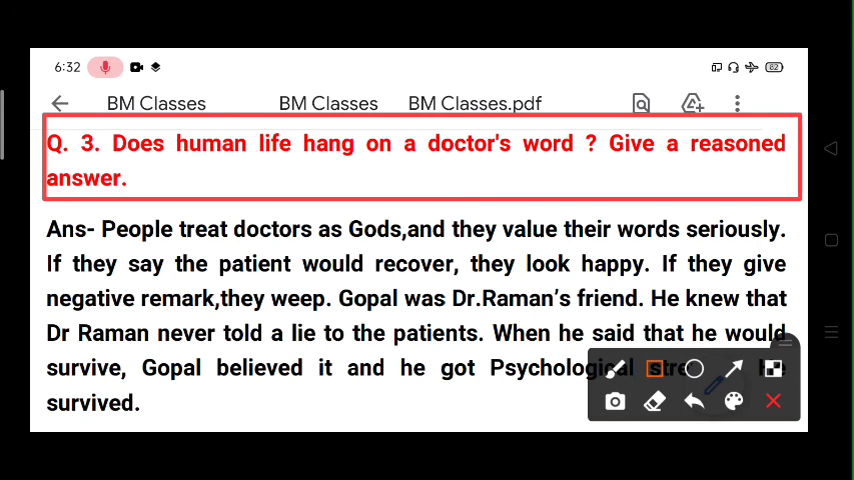 6:32 82
BM Classes BM Classes BM Classes.pdf
Q. 3. Does human life hang on a doctor's word ? Give a reasoned
answer.
Ans- People treat doctors as Gods,and they value their words seriously.
If they say the patient would recover, they look happy. If they give
negative remark,they weep. Gopal was Dr.Raman's friend. He knew that
Dr Raman never told a lie to the patients. When he said that he would
survive, Gopal believed it and he got Psychological
survived.